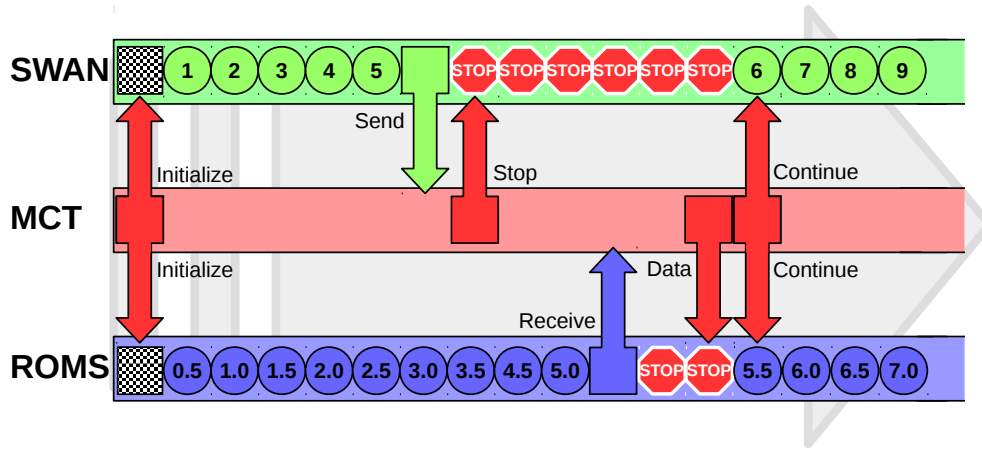 SWAN
1 2 3 4 5 STOP STOP STOP STOP STOP STOP 6 7 8 9
Send
Initialize
Stop
Continue
MCT
Initialize
Data
Continue
Receive
ROMS
0.5 1.0 1.5 2.0 2.5 3.0 3.5 4.5 5.0 STOP STOP 5.5 6.0 6.5 7.0